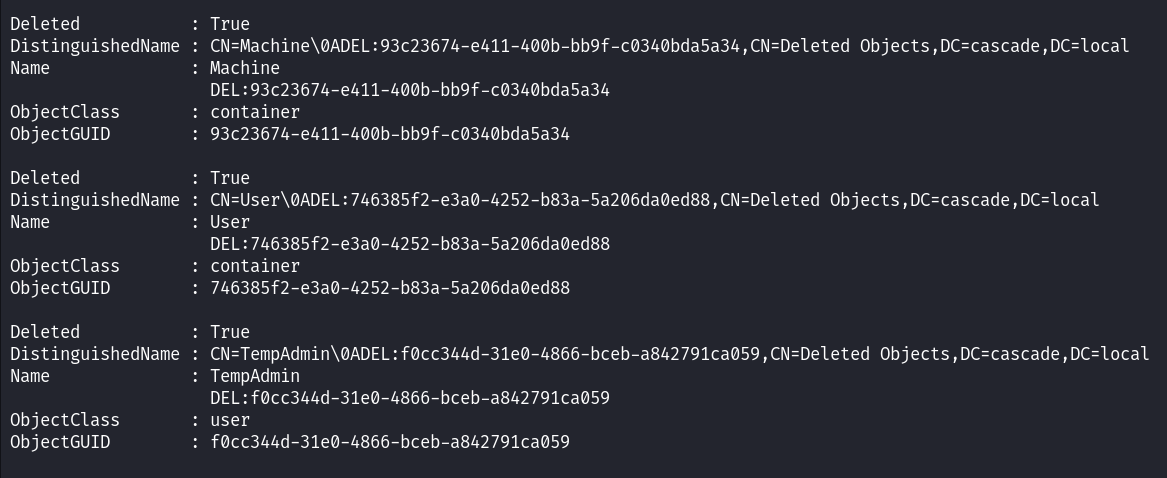 Deleted           : True
DistinguishedName : CN=Machine\0ADEL:93c23674-e411-400b-bb9f-c0340bda5a34,CN=Deleted Objects,DC=cascade,DC=local
Name              : Machine
                    DEL:93c23674-e411-400b-bb9f-c0340bda5a34
ObjectClass       : container
ObjectGUID        : 93c23674-e411-400b-bb9f-c0340bda5a34

Deleted           : True
DistinguishedName : CN=User\0ADEL:746385f2-e3a0-4252-b83a-5a206da0ed88,CN=Deleted Objects,DC=cascade,DC=local
Name              : User
                    DEL:746385f2-e3a0-4252-b83a-5a206da0ed88
ObjectClass       : container
ObjectGUID        : 746385f2-e3a0-4252-b83a-5a206da0ed88

Deleted           : True
DistinguishedName : CN=TempAdmin\0ADEL:f0cc344d-31e0-4866-bceb-a842791ca059,CN=Deleted Objects,DC=cascade,DC=local
Name              : TempAdmin
                    DEL:f0cc344d-31e0-4866-bceb-a842791ca059
ObjectClass       : user
ObjectGUID        : f0cc344d-31e0-4866-bceb-a842791ca059